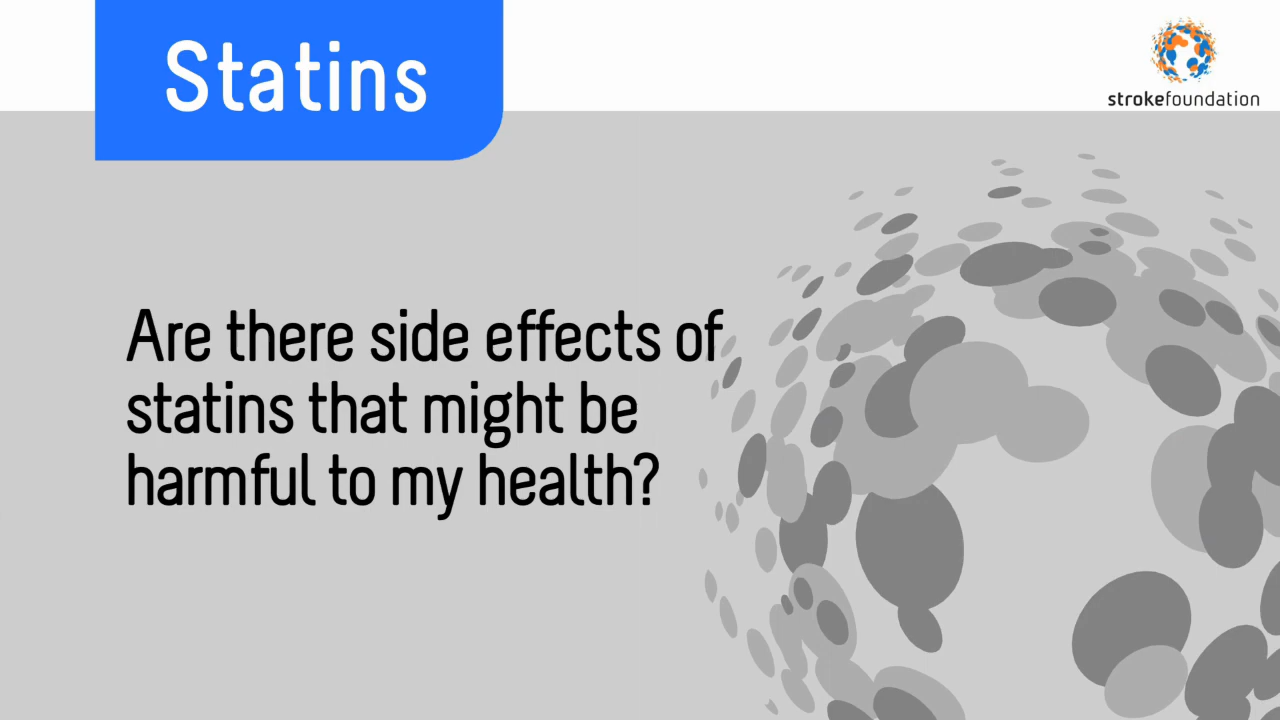 Statins
strokefoundation
Are there side effects of
statins that might be
harmful to my health?